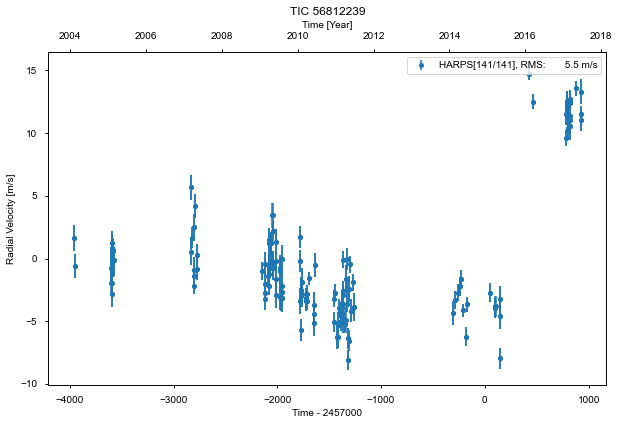 TIC 56812239
Time [Year]
2004 2006 2008 2010 2012 2014 2016 2018
HARPS[141/141], RMS: 5.5 m/s
15
10
5
0
−5
−10
Radial Velocity [m/s]
−4000 −3000 −2000 −1000 0 1000
Time - 2457000